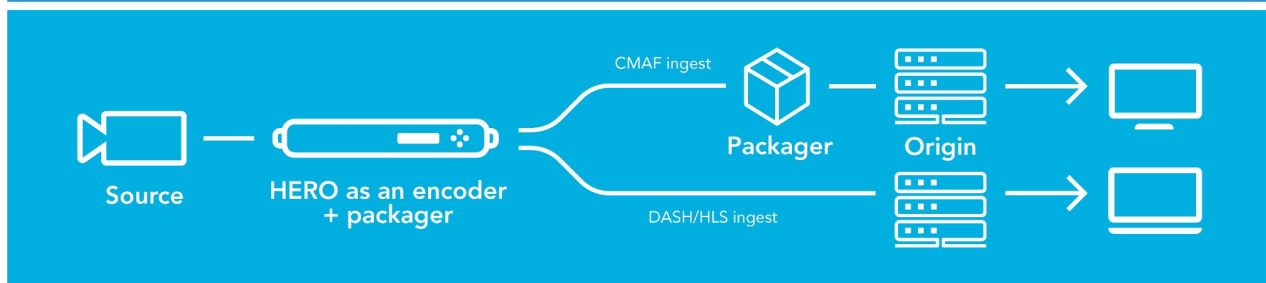 CMAF ingest
Packager
Origin
Source
HERO as an encoder
+ packager
DASH/HLS ingest